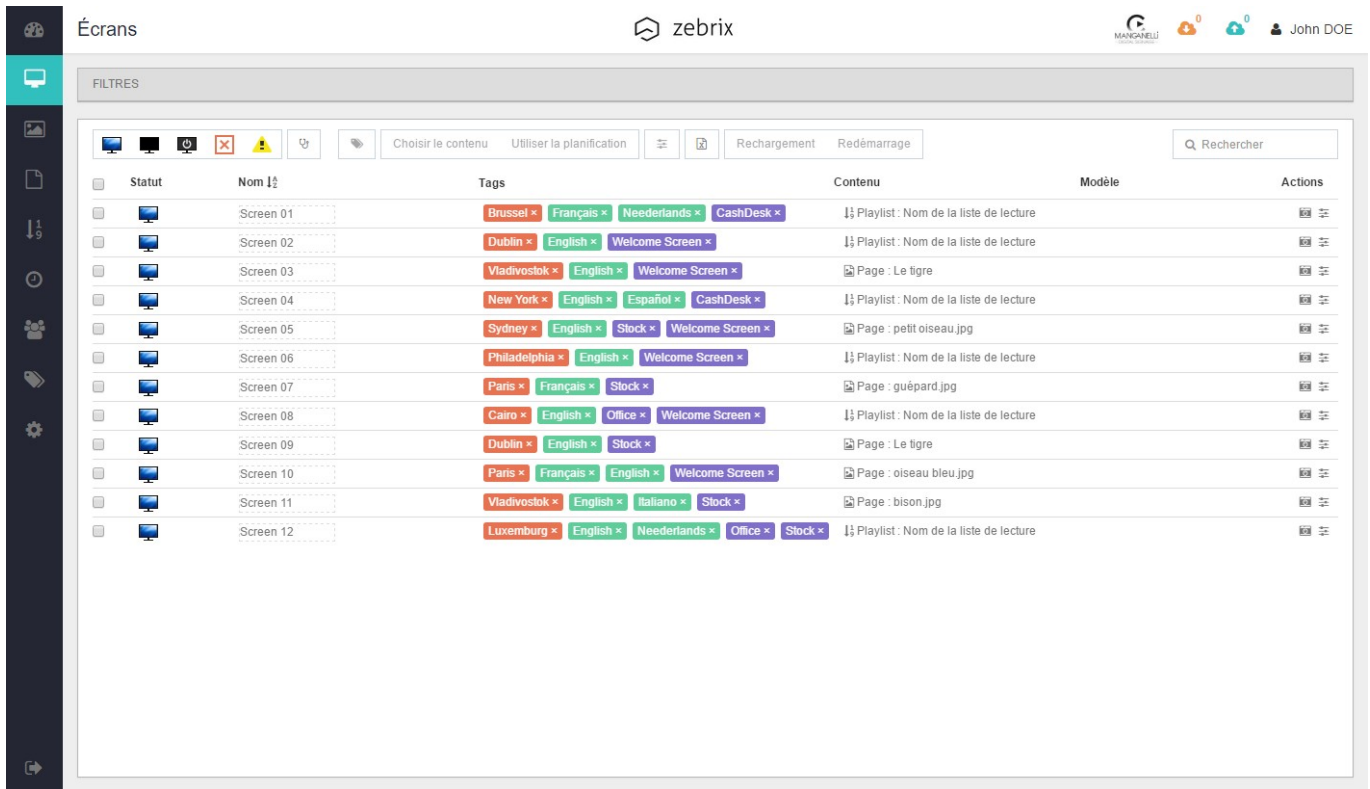 Écrans zebrix MANGANELLI 0 0 John DOE
FILTRES
Choisir le contenu Utiliser la planification Rechargement Redémarrage Rechercher
Statut Nom Tags Contenu Modèle Actions
Screen 01 Brussel × Français × Neederlands × CashDesk × Playlist : Nom de la liste de lecture
Screen 02 Dublin × English × Welcome Screen × Playlist : Nom de la liste de lecture
Screen 03 Vladivostok × English × Welcome Screen × Page : Le tigre
Screen 04 New York × English × Español × CashDesk × Playlist : Nom de la liste de lecture
Screen 05 Sydney × English × Stock × Welcome Screen × Page : petit oiseau.jpg
Screen 06 Philadelphia × English × Welcome Screen × Playlist : Nom de la liste de lecture
Screen 07 Paris × Français × Stock × Page : guépard.jpg
Screen 08 Cairo × English × Office × Welcome Screen × Playlist : Nom de la liste de lecture
Screen 09 Dublin × English × Stock × Page : Le tigre
Screen 10 Paris × Français × English × Welcome Screen × Page : oiseau bleu.jpg
Screen 11 Vladivostok × English × Italiano × Stock × Page : bison.jpg
Screen 12 Luxemburg × English × Neederlands × Office × Stock × Playlist : Nom de la liste de lecture